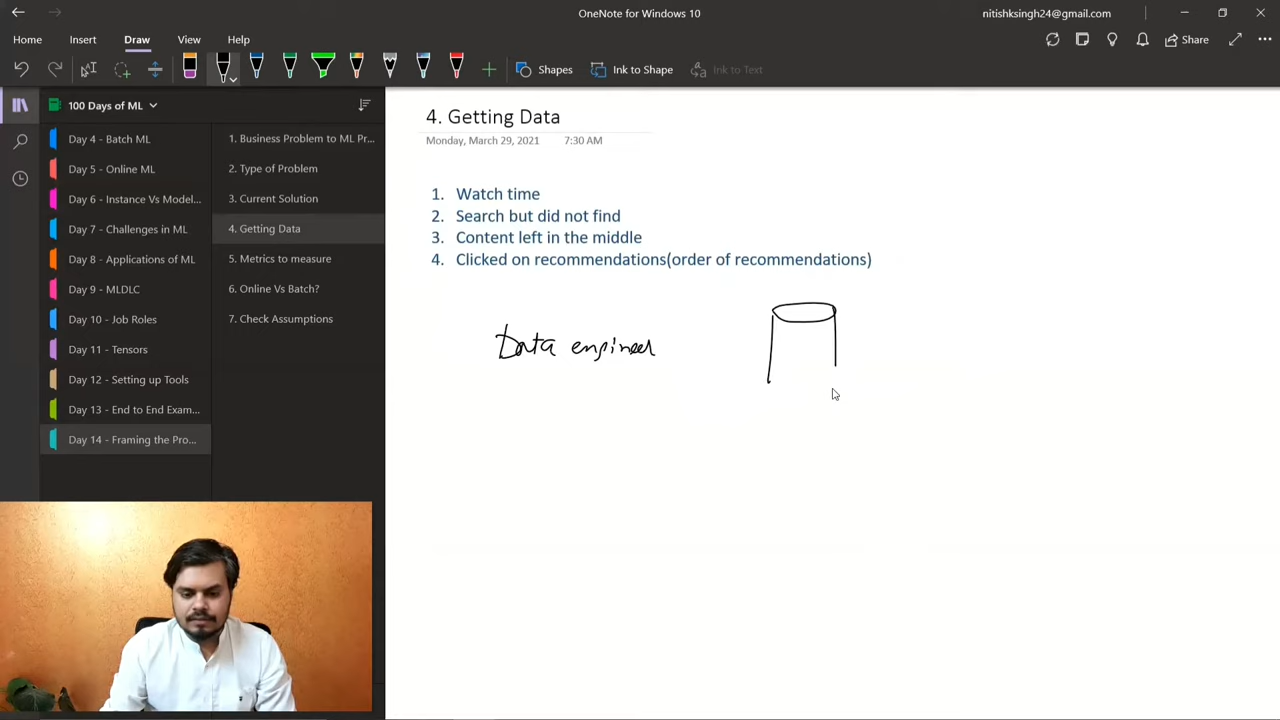 OneNote for Windows 10
nitishksingh24@gmail.com
Home Insert Draw View Help
Share
Shapes Ink to Shape Ink to Text
100 Days of ML
Day 4 - Batch ML
Day 5 - Online ML
Day 6 - Instance Vs Model...
Day 7 - Challenges in ML
Day 8 - Applications of ML
Day 9 - MLDLC
Day 10 - Job Roles
Day 11 - Tensors
Day 12 - Setting up Tools
Day 13 - End to End Exam...
Day 14 - Framing the Pro...
1. Business Problem to ML Pr...
2. Type of Problem
3. Current Solution
4. Getting Data
5. Metrics to measure
6. Online Vs Batch?
7. Check Assumptions
4. Getting Data
Monday, March 29, 2021 7:30 AM
1. Watch time
2. Search but did not find
3. Content left in the middle
4. Clicked on recommendations(order of recommendations)
Data engineer